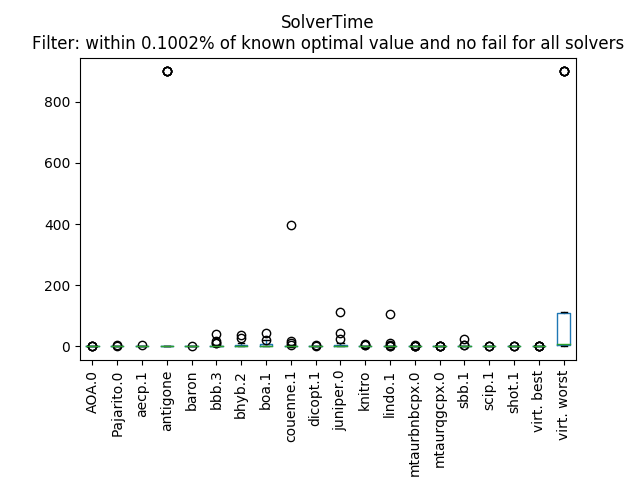 SolverTime
Filter: within 0.1002% of known optimal value and no fail for all solvers
800
600
400
200
0
AOA.0
Pajarito.0
aecp.1
antigone
baron
bbb.3
bhyb.2
boa.1
couenne.1
dicopt.1
juniper.0
knitro
lindo.1
mtaurbnbcpx.0
mtaurqgcpx.0
sbb.1
scip.1
shot.1
virt. best
virt. worst